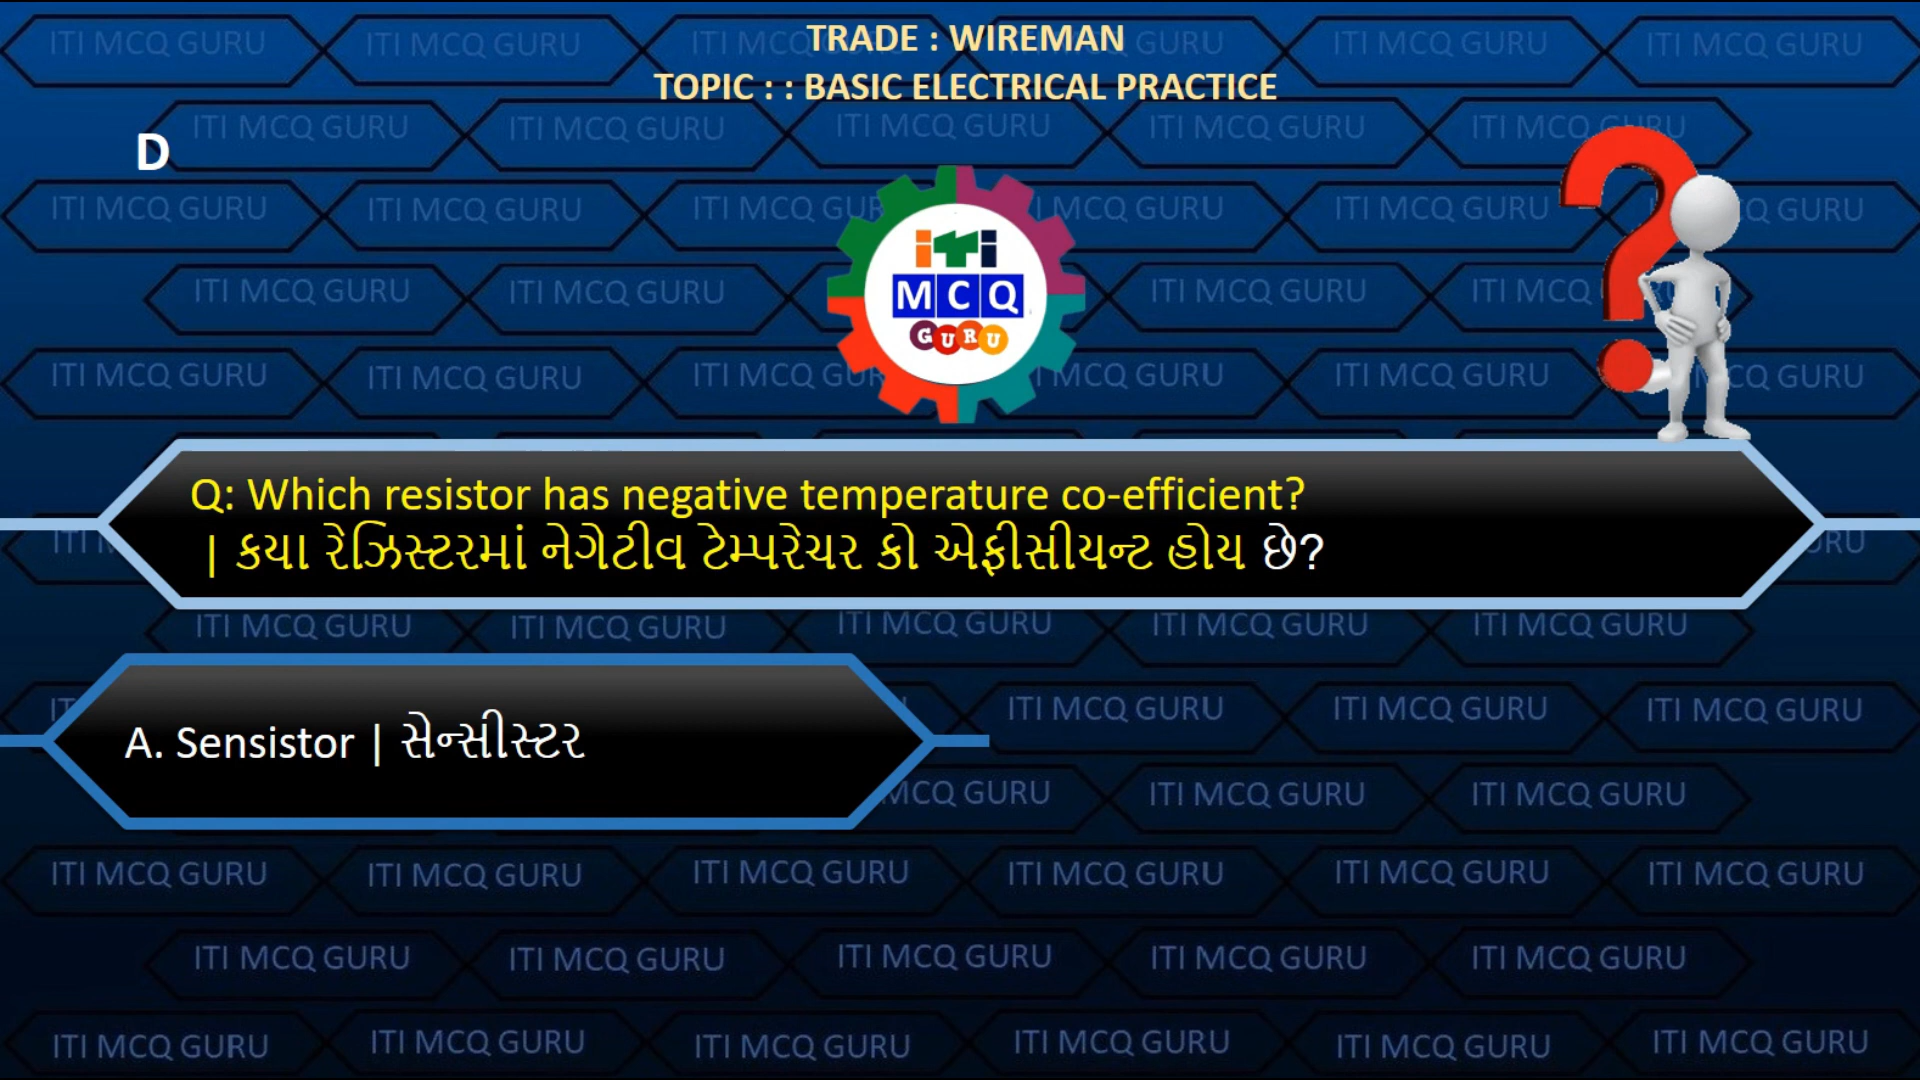 TRADE : WIREMAN
TOPIC : : BASIC ELECTRICAL PRACTICE
D
iTi
MCQ
GURU
Q: Which resistor has negative temperature co-efficient?
| કયા રેઝિસ્ટરમાં નેગેટીવ ટેમ્પરેચર કો એફીસીયન્ટ હોય છે?
A. Sensistor | સેન્સીસ્ટર